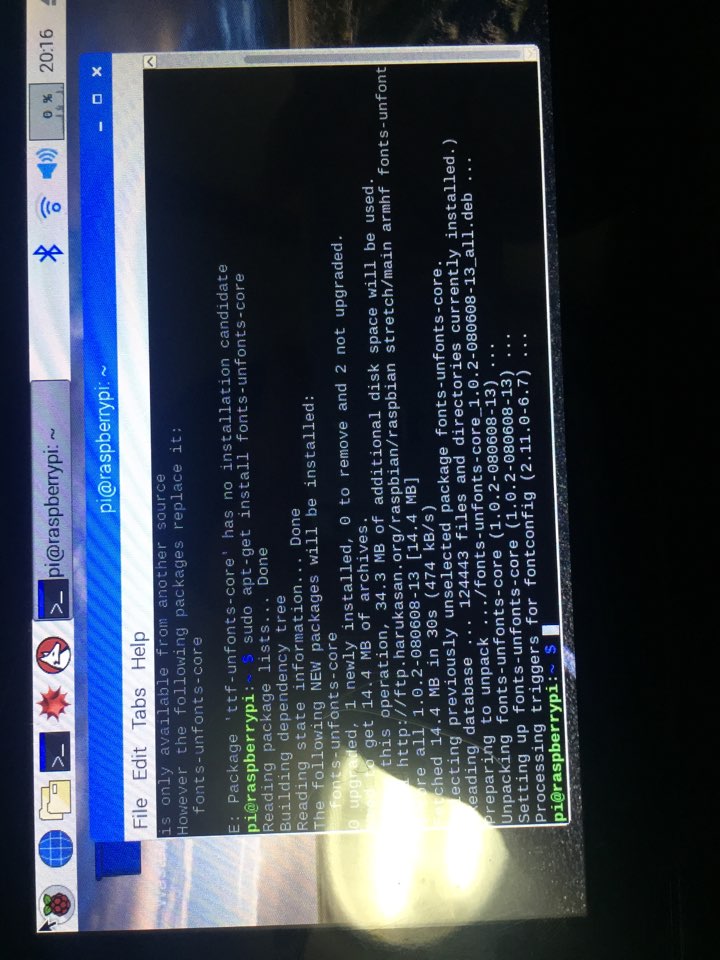 pi@raspberrypi: ~
0 %
20:16
pi@raspberrypi: ~
File Edit Tabs Help
is only available from another source
However the following packages replace it:
fonts-unfonts-core
E: Package 'ttf-unfonts-core' has no installation candidate
pi@raspberrypi:~ $ sudo apt-get install fonts-unfonts-core
Reading package lists... Done
Building dependency tree
Reading state information... Done
The following NEW packages will be installed:
fonts-unfonts-core
0 upgraded, 1 newly installed, 0 to remove and 2 not upgraded.
to get 14.4 MB of archives.
this operation, 34.3 MB of additional disk space will be used.
http://ftp.harukasan.org/raspbian/raspbian stretch/main armhf fonts-unfont
all 1.0.2-080608-13 [14.4 MB]
14.4 MB in 30s (474 kB/s)
previously unselected package fonts-unfonts-core.
database ... 124443 files and directories currently installed.)
Preparing to unpack .../fonts-unfonts-core_1.0.2-080608-13_all.deb ...
Unpacking fonts-unfonts-core (1.0.2-080608-13) ...
Setting up fonts-unfonts-core (1.0.2-080608-13) ...
Processing triggers for fontconfig (2.11.0-6.7) ...
pi@raspberrypi:~ $